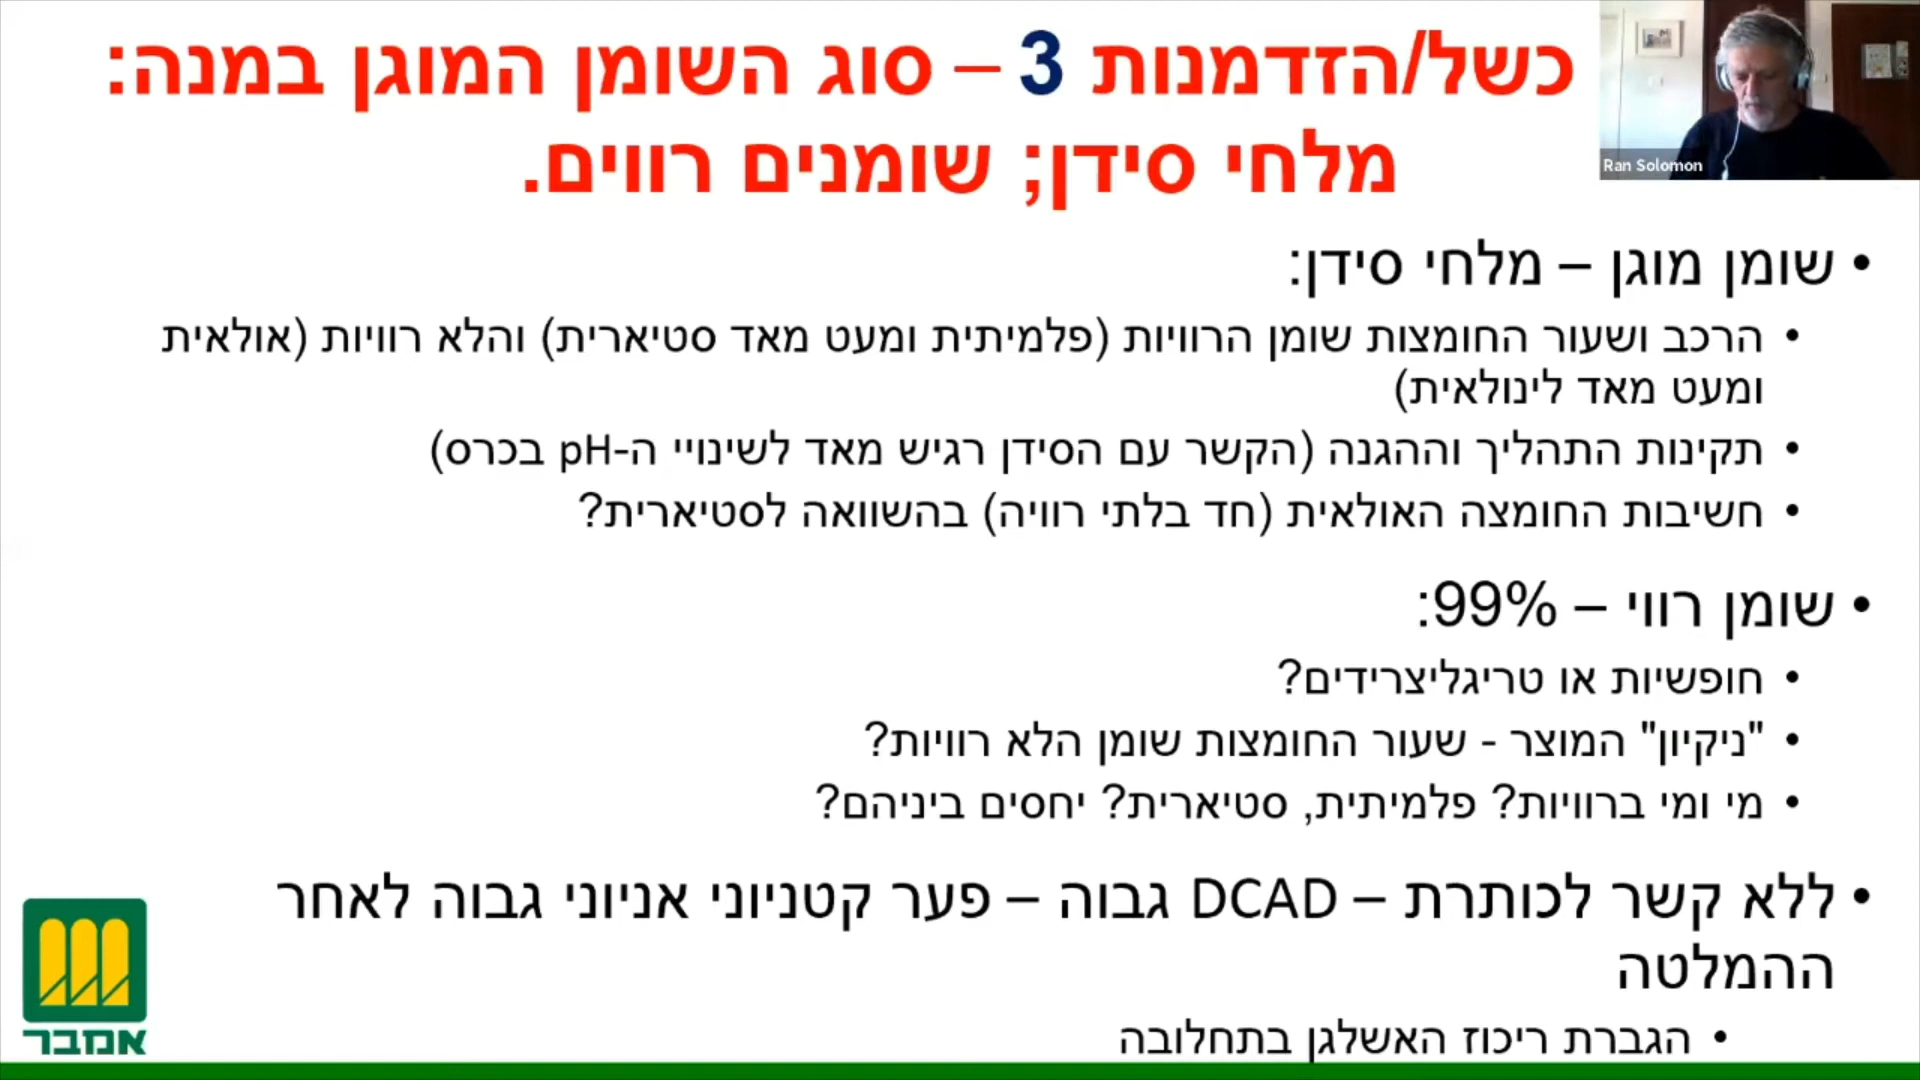 כשל/הזדמנות 3 – סוג השומן המוגן במנה:
מלחי סידן; שומנים רווים.
Ran Solomon
• שומן מוגן – מלחי סידן:
• הרכב ושעור החומצות שומן הרוויות (פלמיתית ומעט מאד סטיארית) והלא רוויות (אולאית
ומעט מאד לינולאית)
• תקינות התהליך וההגנה (הקשר עם הסידן רגיש מאד לשינויי ה-pH בכרס)
• חשיבות החומצה האולאית (חד בלתי רוויה) בהשוואה לסטיארית?
• שומן רווי – 99%:
• חופשיות או טריגליצרידים?
• "ניקיון" המוצר - שעור החומצות שומן הלא רוויות?
• מי ומי ברוויות? פלמיתית, סטיארית? יחסים ביניהם?
• ללא קשר לכותרת – DCAD גבוה – פער קטניוני אניוני גבוה לאחר
ההמלטה
• הגברת ריכוז האשלגן בתחלובה
אמבר